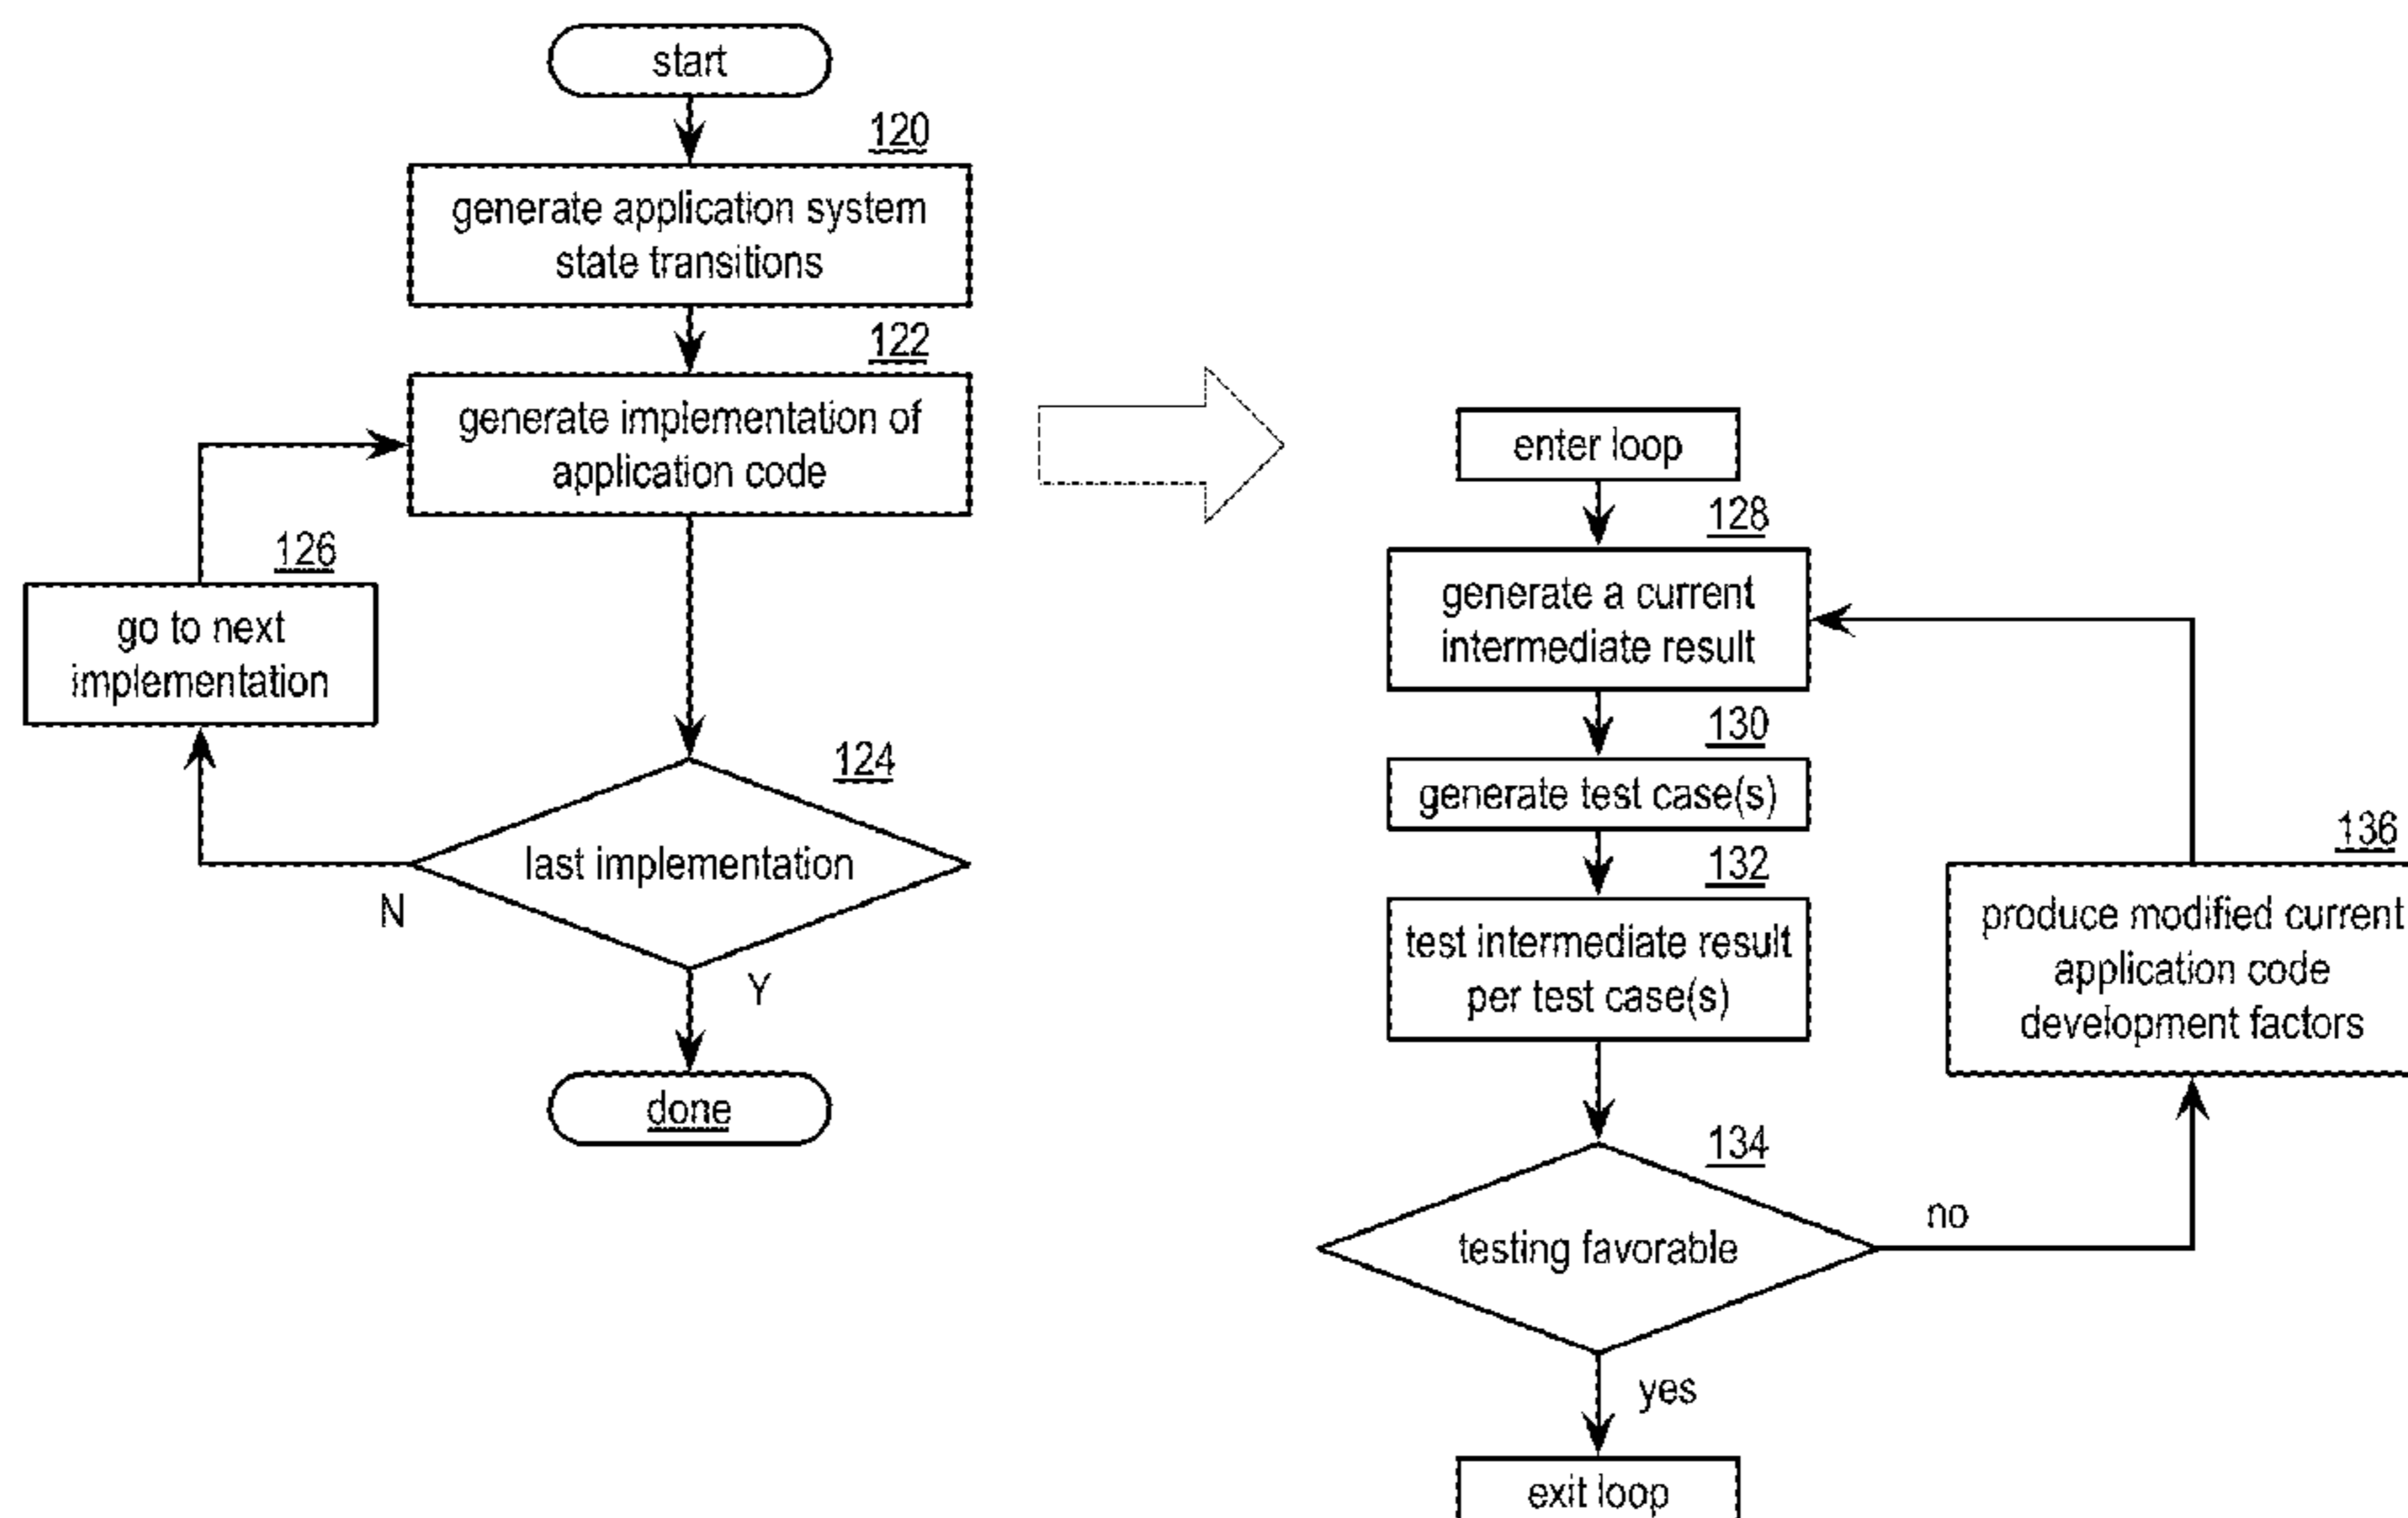 start
120
generate application system
state transitions
122
generate implementation of
application code
126
go to next
implementation
124
last implementation
N
Y
done
enter loop
128
generate a current
intermediate result
130
generate test case(s)
132
test intermediate result
per test case(s)
136
produce modified current
application code
development factors
134
testing favorable
no
yes
exit loop